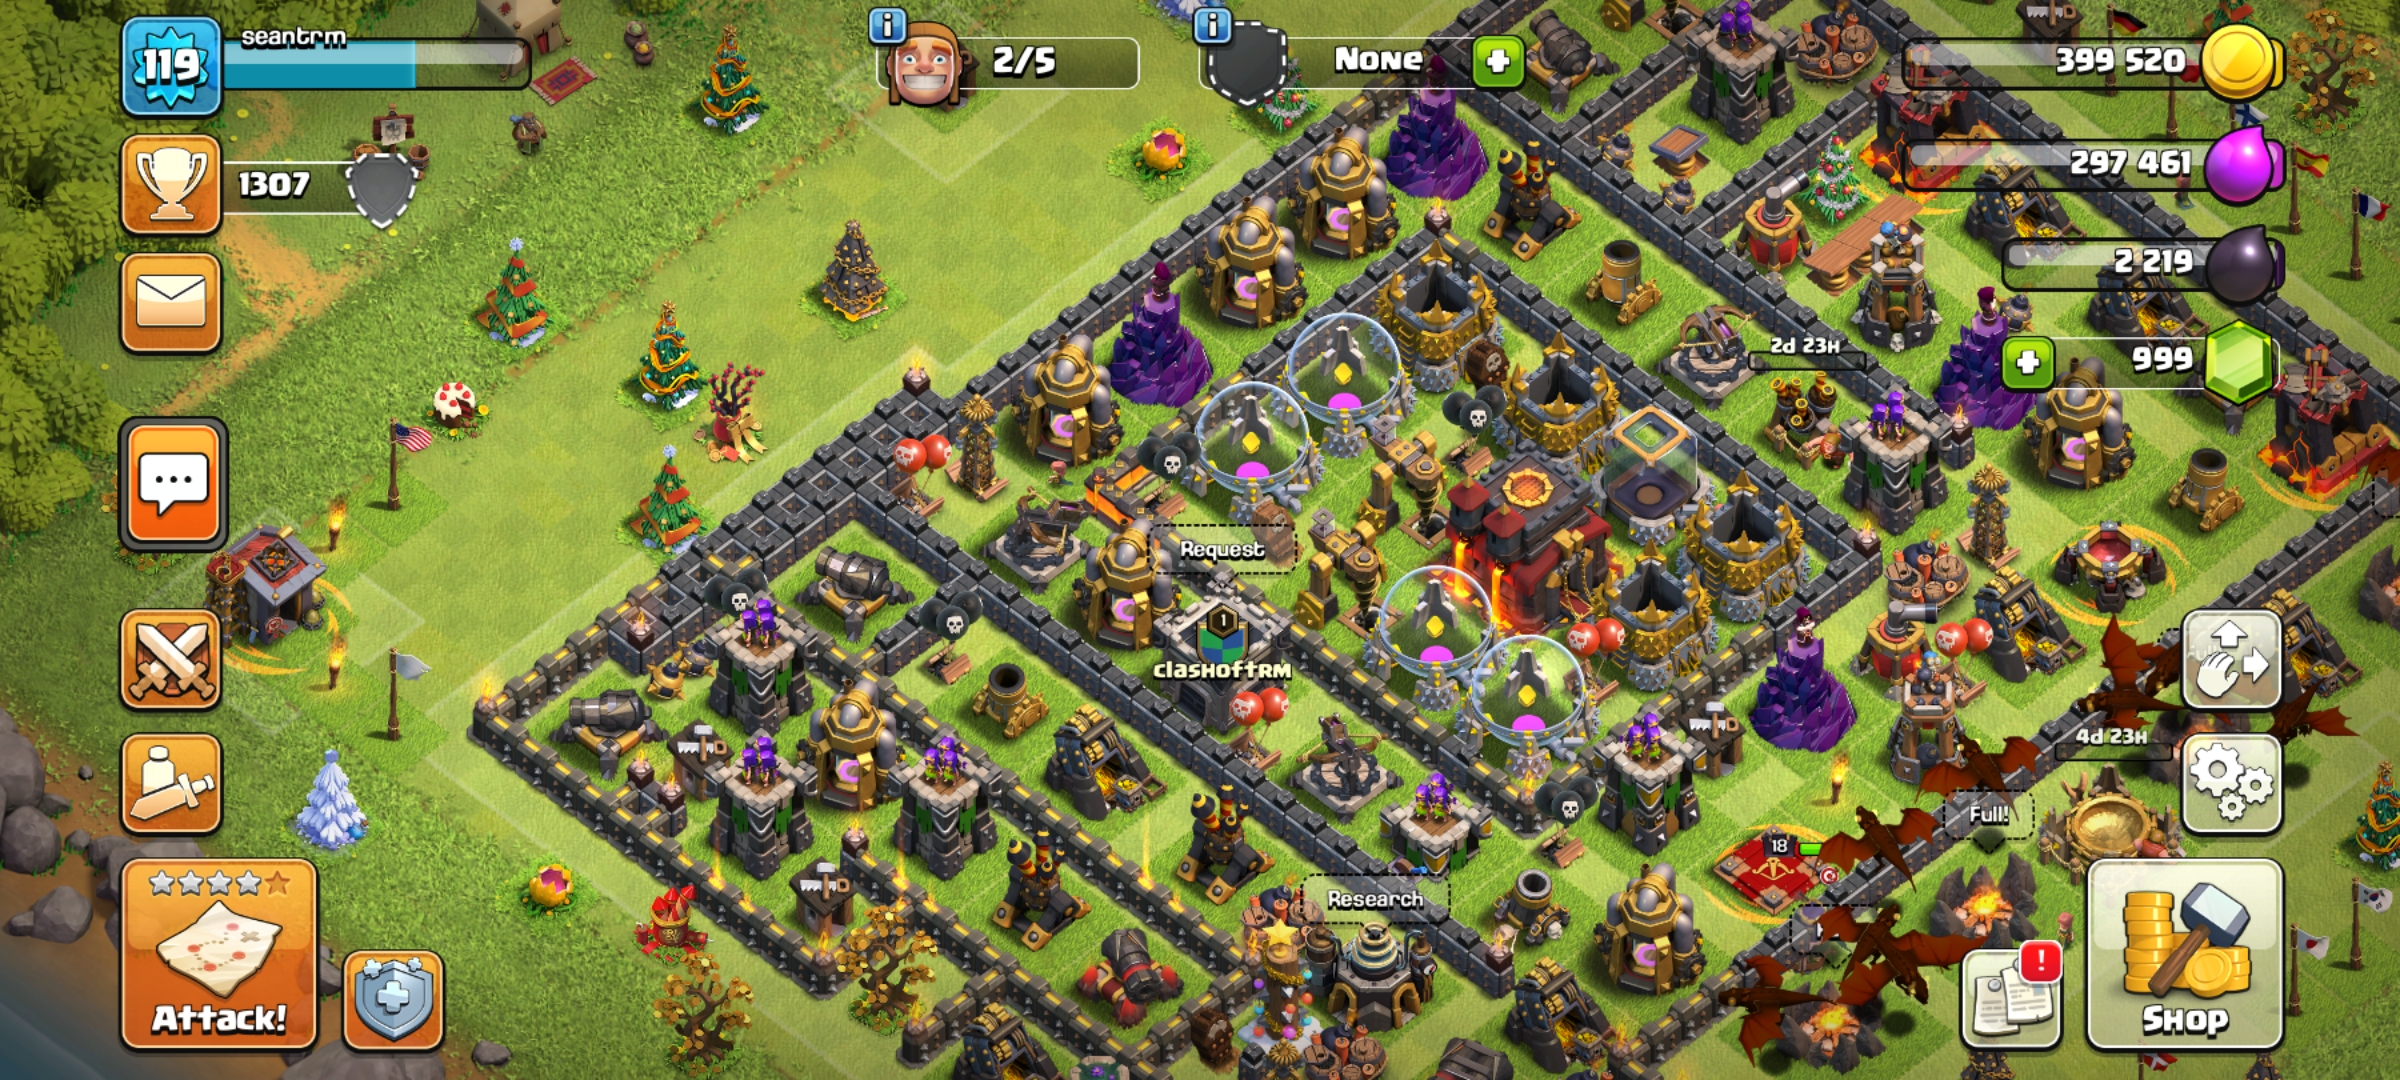 119
seantrm
2/5
None
399 520
1307
297 461
2 219
2d 23h
999
Request
1
clashoftrm
4d 23h
Full!
18
Research
!
Attack!
Shop